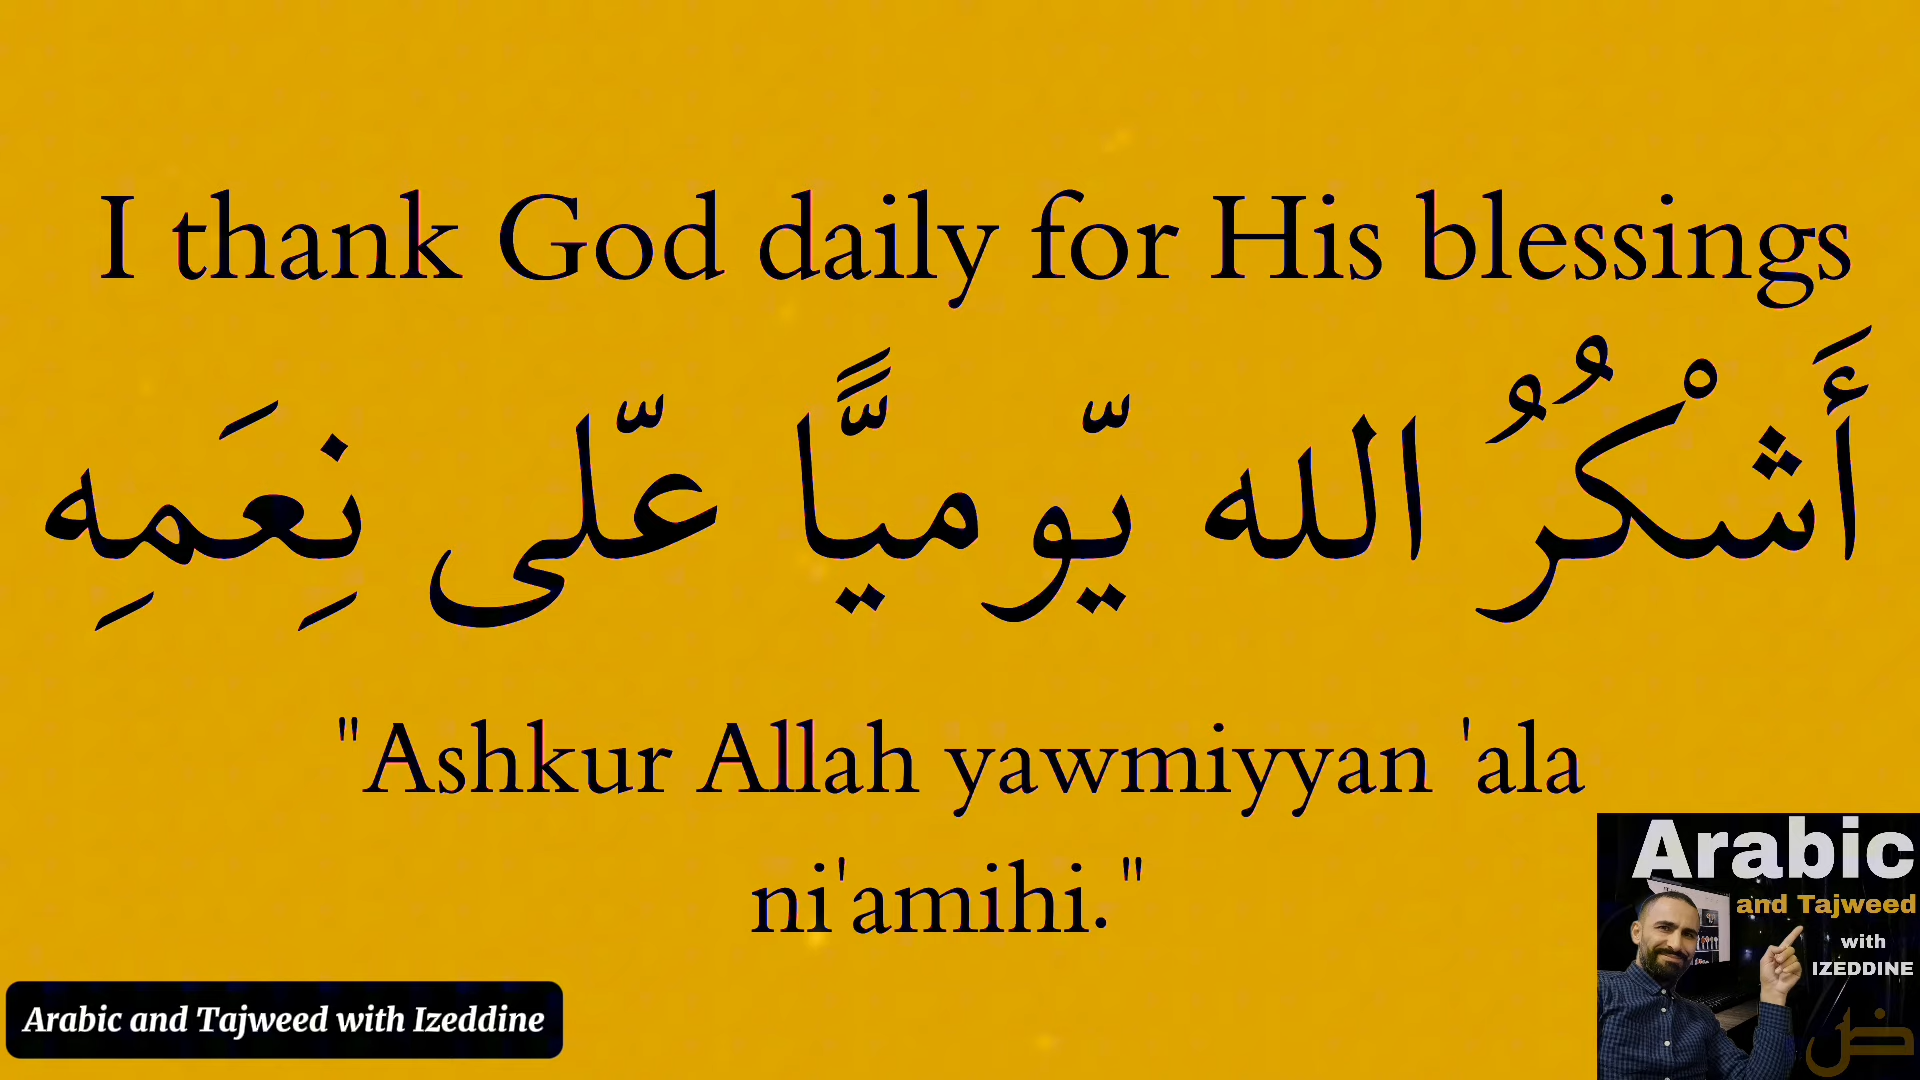 I thank God daily for His blessings
أَشْكُرُ الله يّوميًّا عّلى نِعَمِهِ
"Ashkur Allah yawmiyyan 'ala
ni'amihi."
Arabic
and Tajweed
with
IZEDDINE
ض
Arabic and Tajweed with Izeddine